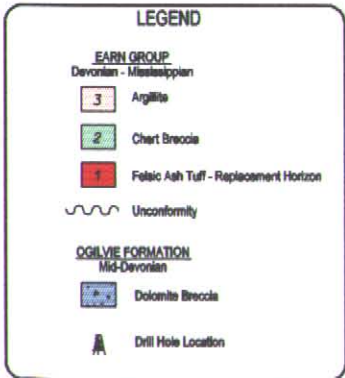 LEGEND
EARN GROUP
Devonian - Mississippian
3 Argillite
2 Chert Breccia
1 Felsic Ash Tuff - Replacement Horizon
Unconformity
OGILVIE FORMATION
Mid-Devonian
Dolomite Breccia
Drill Hole Location